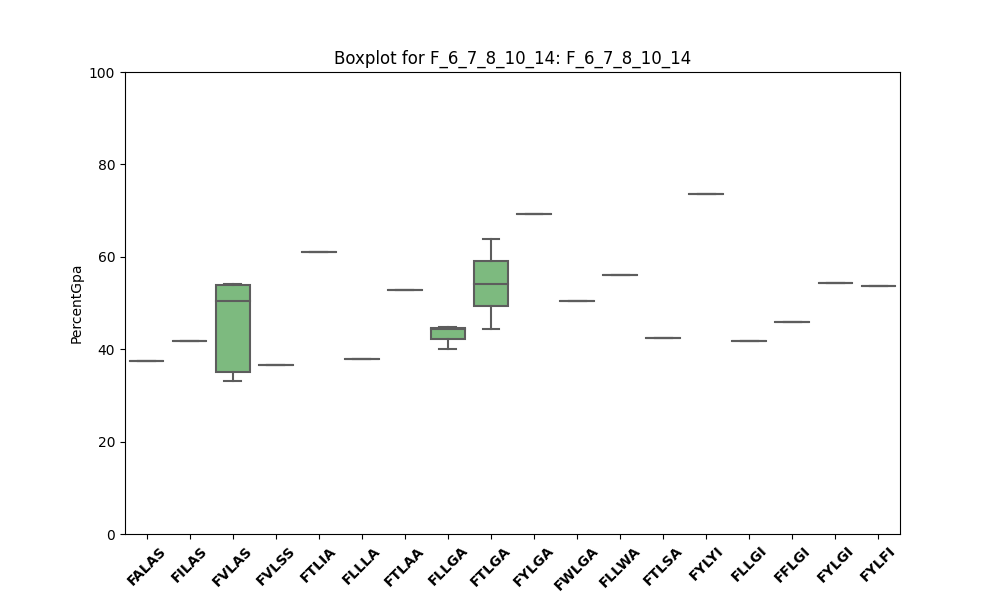 Boxplot for F_6_7_8_10_14: F_6_7_8_10_14
PercentGpa
100
80
60
40
20
0
FALAS
FILAS
FVLAS
FVLSS
FTLIA
FLLLA
FTLAA
FLLGA
FTLGA
FYLGA
FWLGA
FLLWA
FTLSA
FYLYI
FLLGI
FFLGI
FYLGI
FYLFI